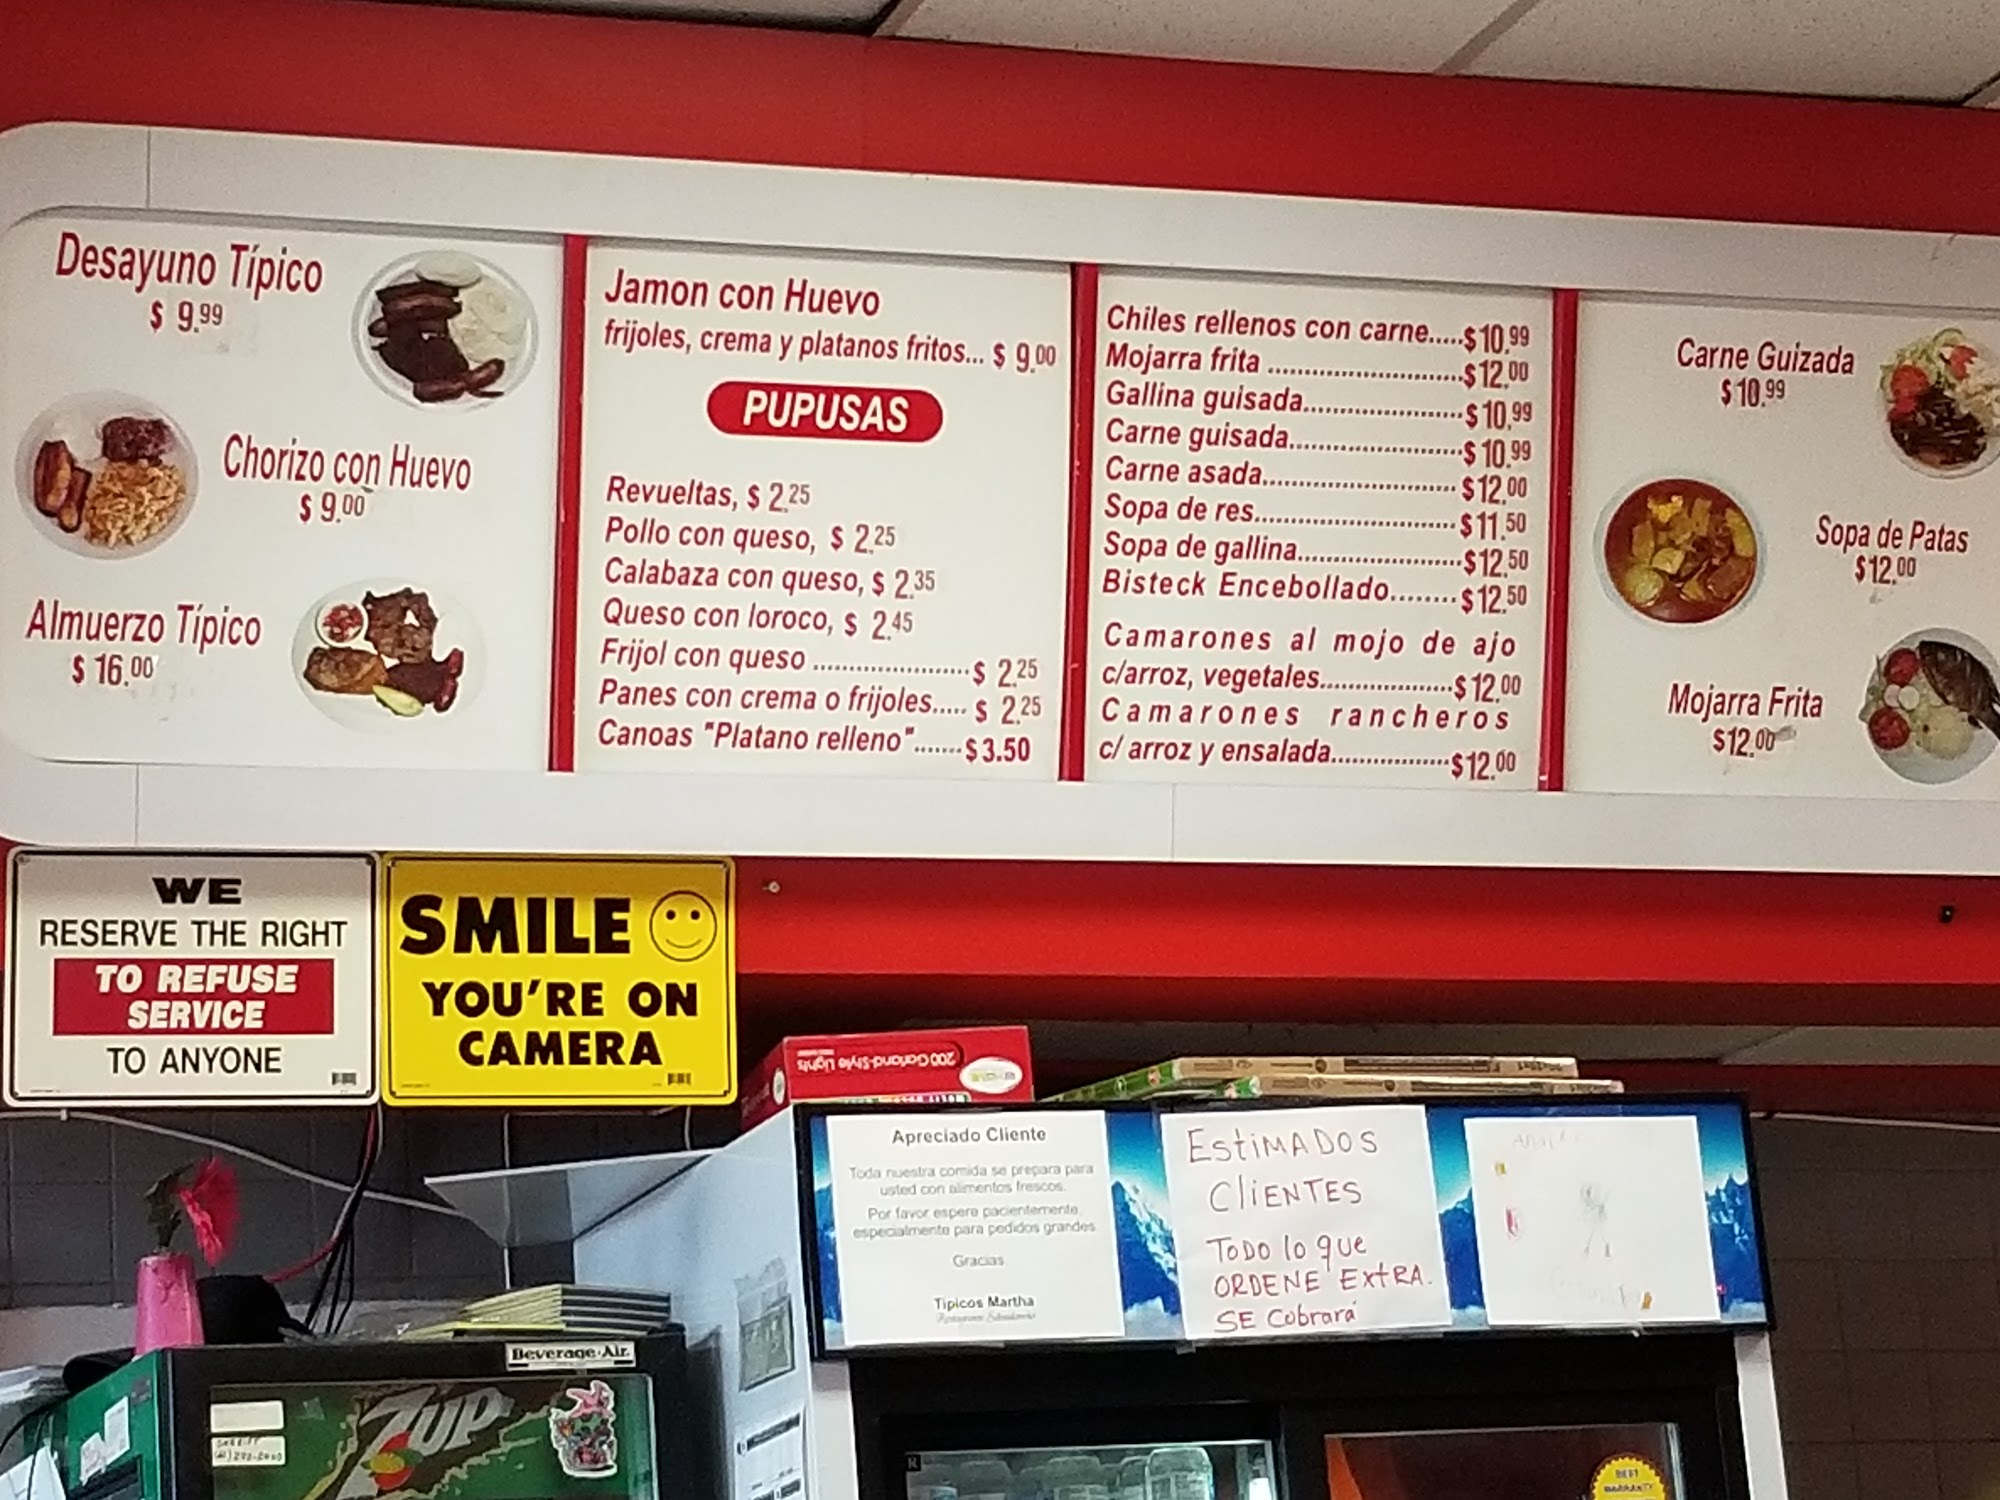 Desayuno Típico
$ 9.99
Chorizo con Huevo
$ 9.00
Almuerzo Típico
$ 16.00
Jamon con Huevo
frijoles, crema y platanos fritos... $ 9.00
PUPUSAS
Revueltas, $ 2.25
Pollo con queso, $ 2.25
Calabaza con queso, $ 2.35
Queso con loroco, $ 2.45
Frijol con queso ...................... $ 2.25
Panes con crema o frijoles..... $ 2.25
Canoas "Platano relleno".......$3.50
Chiles rellenos con carne.....$10.99
Mojarra frita ............................$12.00
Gallina guisada......................$10.99
Carne guisada........................$10.99
Carne asada............................$12.00
Sopa de res.............................$11.50
Sopa de gallina.......................$12.50
Bisteck Encebollado........$12.50
Camarones al mojo de ajo
c/arroz, vegetales...................$12.00
Camarones rancheros
c/ arroz y ensalada.................$12.00
Carne Guizada
$10.99
Sopa de Patas
$12.00
Mojarra Frita
$12.00
WE
RESERVE THE RIGHT
TO REFUSE
SERVICE
TO ANYONE
SMILE
YOU'RE ON
CAMERA
200 Garland-Style Lights
Apreciado Cliente
Toda nuestra comida se prepara para
usted con alimentos frescos.
Por favor espere pacientemente,
especialmente para pedidos grandes
Gracias
Tipicos Martha
EStiMADOS
CliENTES
TODO lo que
ORDENE EXtRA.
SE Cobrará
Beverage-Air
7UP
BEST
WARRANTY